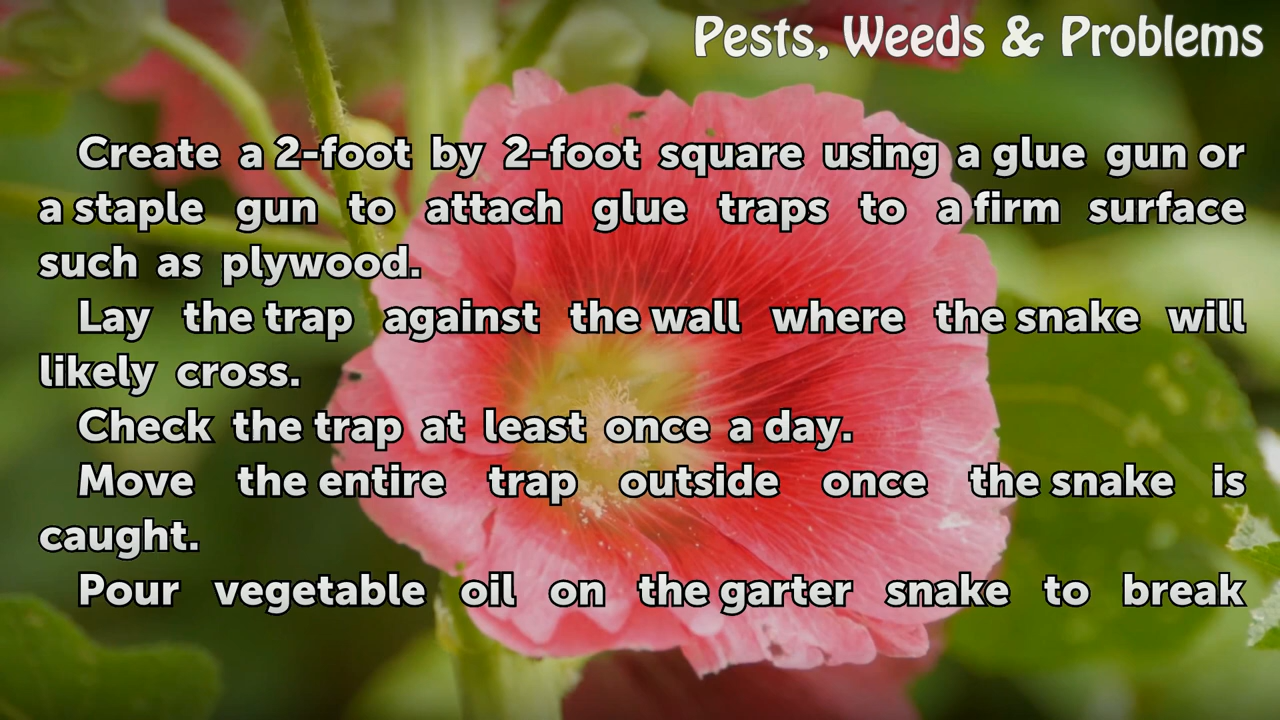 Pests, Weeds & Problems
Create a 2-foot by 2-foot square using a glue gun or
a staple gun to attach glue traps to a firm surface
such as plywood.
Lay the trap against the wall where the snake will
likely cross.
Check the trap at least once a day.
Move the entire trap outside once the snake is
caught.
Pour vegetable oil on the garter snake to break